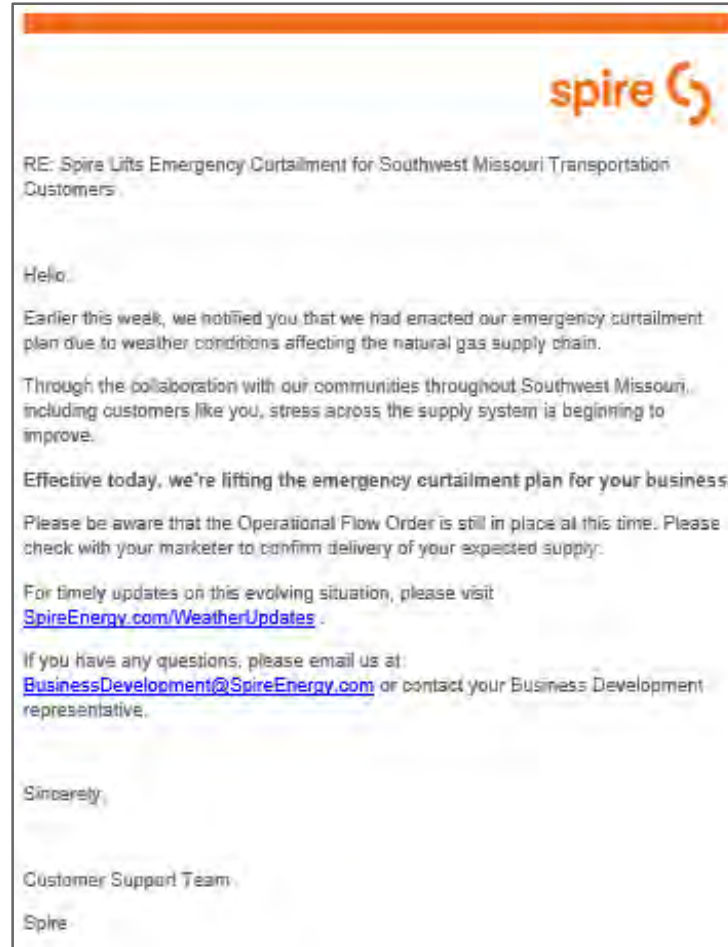 spire
RE: Spire Lifts Emergency Curtailment for Southwest Missouri Transportation
Customers
Hello,
Earlier this week, we notified you that we had enacted our emergency curtailment
plan due to weather conditions affecting the natural gas supply chain.
Through the collaboration with our communities throughout Southwest Missouri,
including customers like you, stress across the supply system is beginning to
improve.
Effective today, we're lifting the emergency curtailment plan for your business
Please be aware that the Operational Flow Order is still in place at this time. Please
check with your marketer to confirm delivery of your expected supply.
For timely updates on this evolving situation, please visit
SpireEnergy.com/WeatherUpdates .
If you have any questions, please email us at
BusinessDevelopment@SpireEnergy.com or contact your Business Development
representative.
Sincerely,
Customer Support Team
Spire